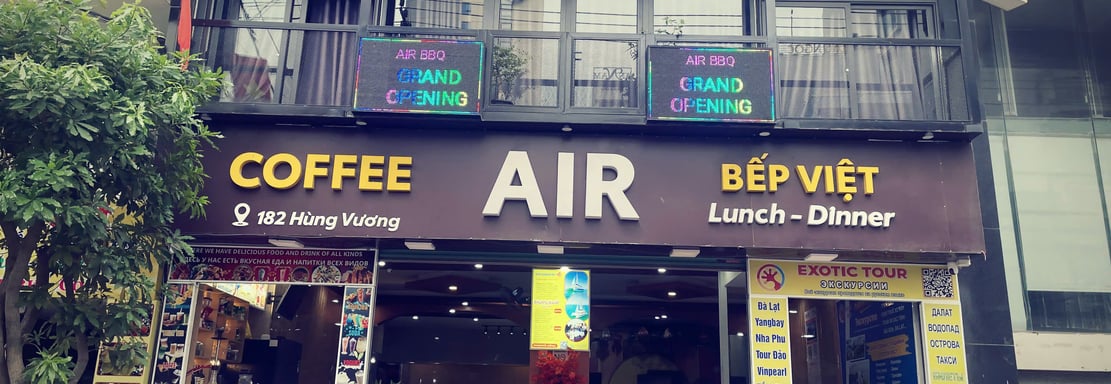 AIR BBQ
GRAND
OPENING
AIR BBQ
GRAND
OPENING
COFFEE
182 Hùng Vương
AIR
BẾP VIỆT
Lunch - Dinner
HERE WE HAVE DELICIOUS FOOD AND DRINK OF ALL KINDS
ЗДЕСЬ У НАС ЕСТЬ ВКУСНАЯ ЕДА И НАПИТКИ ВСЕХ ВИДОВ
EXOTIC TOUR
ЭКСКУРСИИ
Đà Lạt
Yangbay
Nha Phu
Tour Đảo
Vinpearl
ДАЛАТ
ВОДОПАД
ОСТРОВА
ТАКСИ